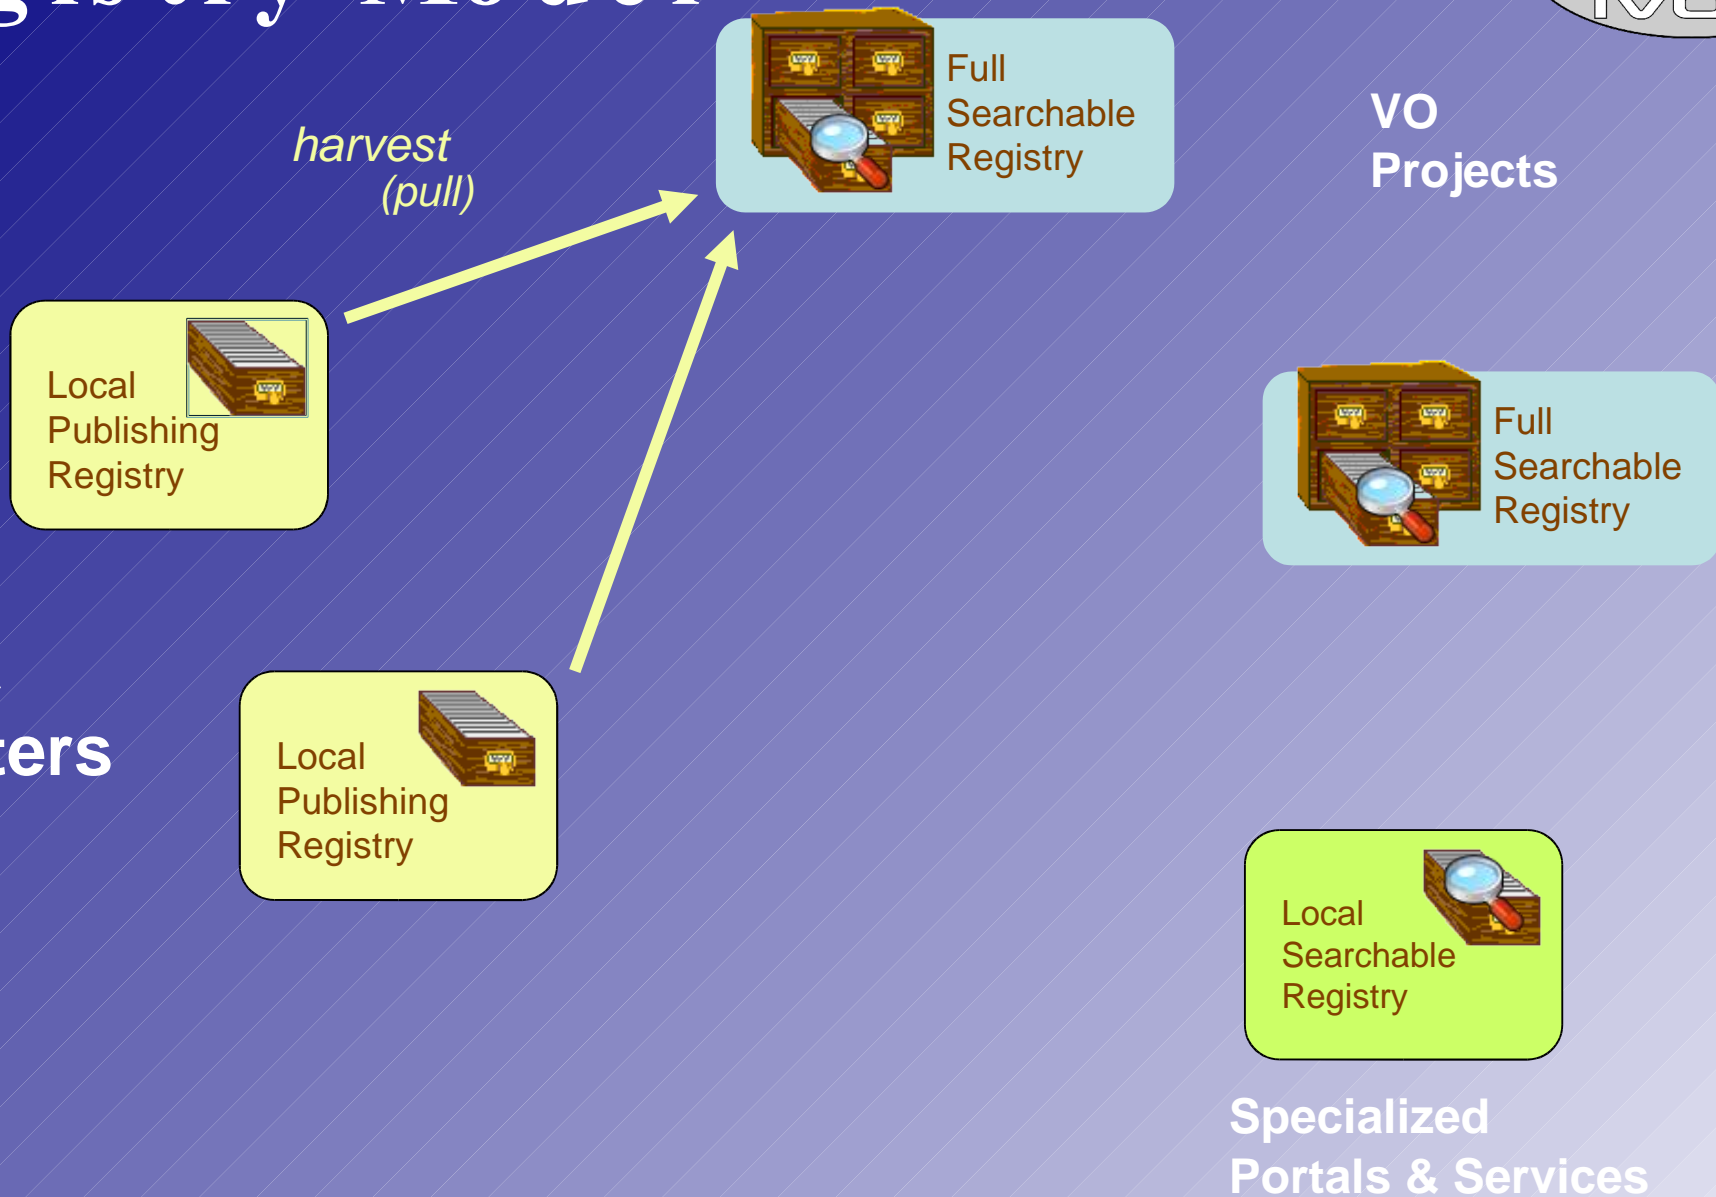 Model
Full
Searchable
Registry
VO
Projects
harvest
(pull)
Local
Publishing
Registry
Full
Searchable
Registry
Local
Publishing
Registry
Local
Searchable
Registry
Specialized
Portals & Services